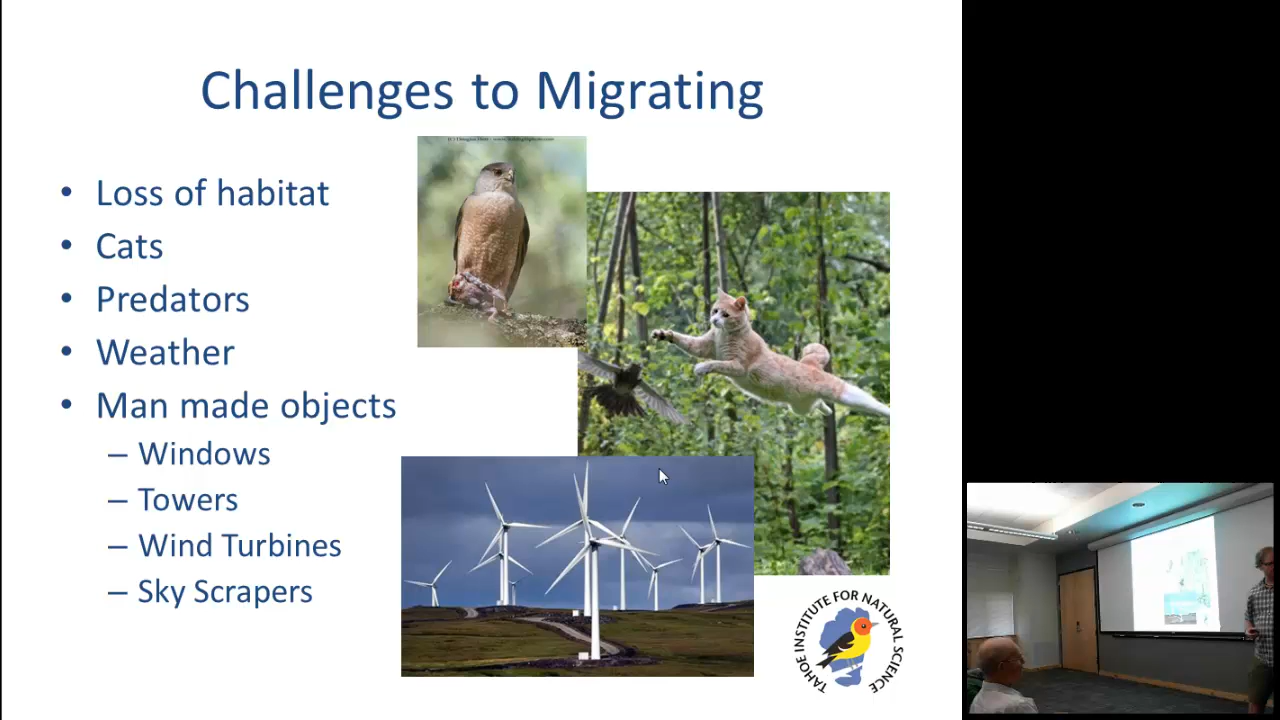 Challenges to Migrating
• Loss of habitat
• Cats
• Predators
• Weather
• Man made objects
– Windows
– Towers
– Wind Turbines
– Sky Scrapers
TAHOE INSTITUTE FOR NATURAL SCIENCE